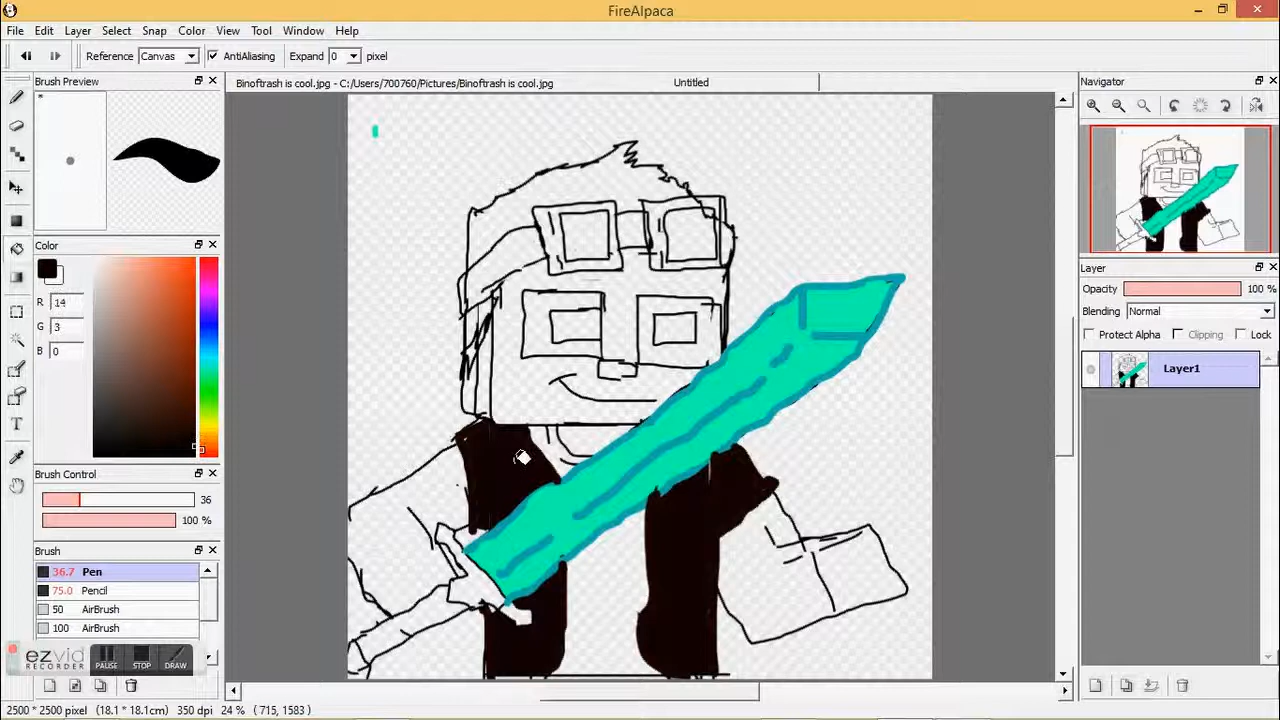 FireAlpaca
File Edit Layer Select Snap Color View Tool Window Help
Reference Canvas AntiAliasing Expand 0 pixel
Brush Preview
Binoftrash is cool.jpg - C:/Users/700760/Pictures/Binoftrash is cool.jpg
Untitled
Navigator
Color
R 14
G 3
B 0
Layer
Opacity 100 %
Blending Normal
Protect Alpha Clipping Lock
Layer1
Brush Control
36
100 %
Brush
36.7 Pen
75.0 Pencil
50 AirBrush
100 AirBrush
ezvid
RECORDER
PAUSE STOP DRAW
2500 * 2500 pixel (18.1 * 18.1cm) 350 dpi 24 % ( 715, 1583 )